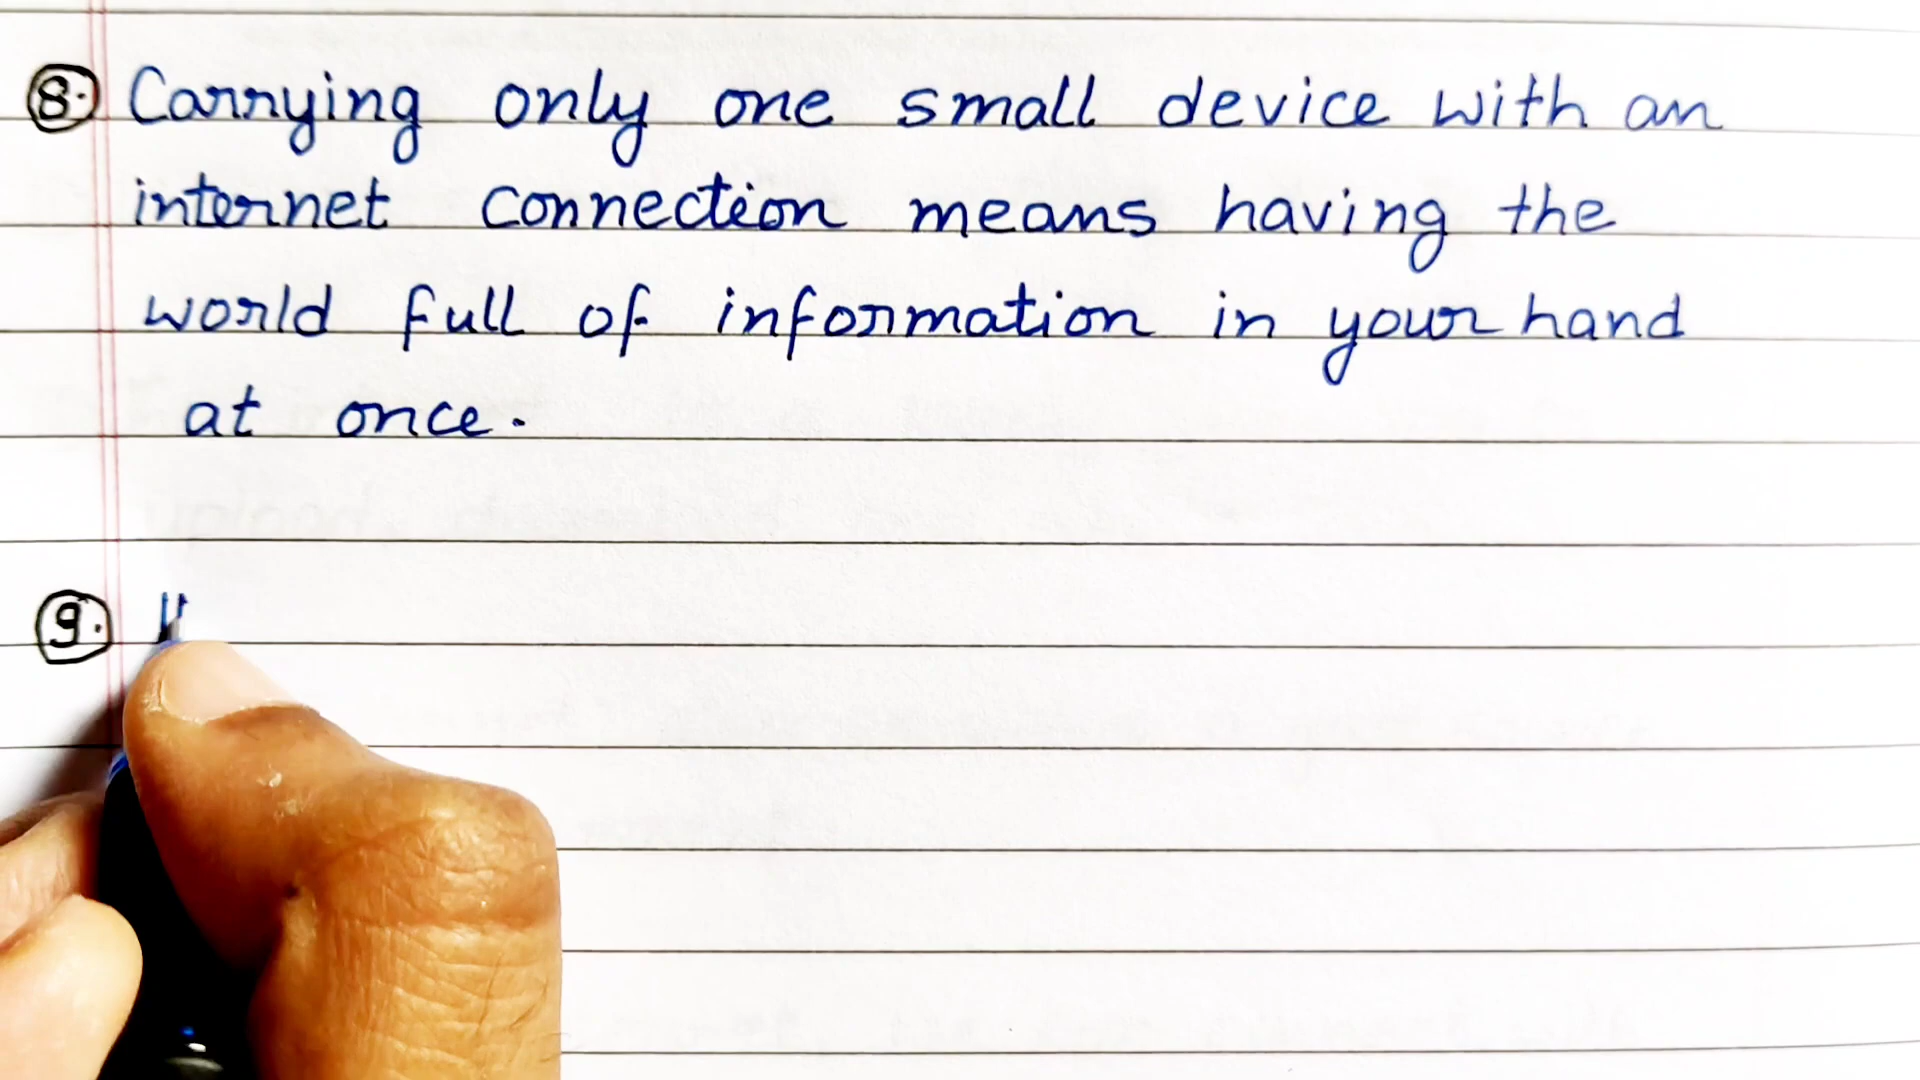 8. Carrying only one small device with an
internet connection means having the
world full of information in your hand
at once.
9.